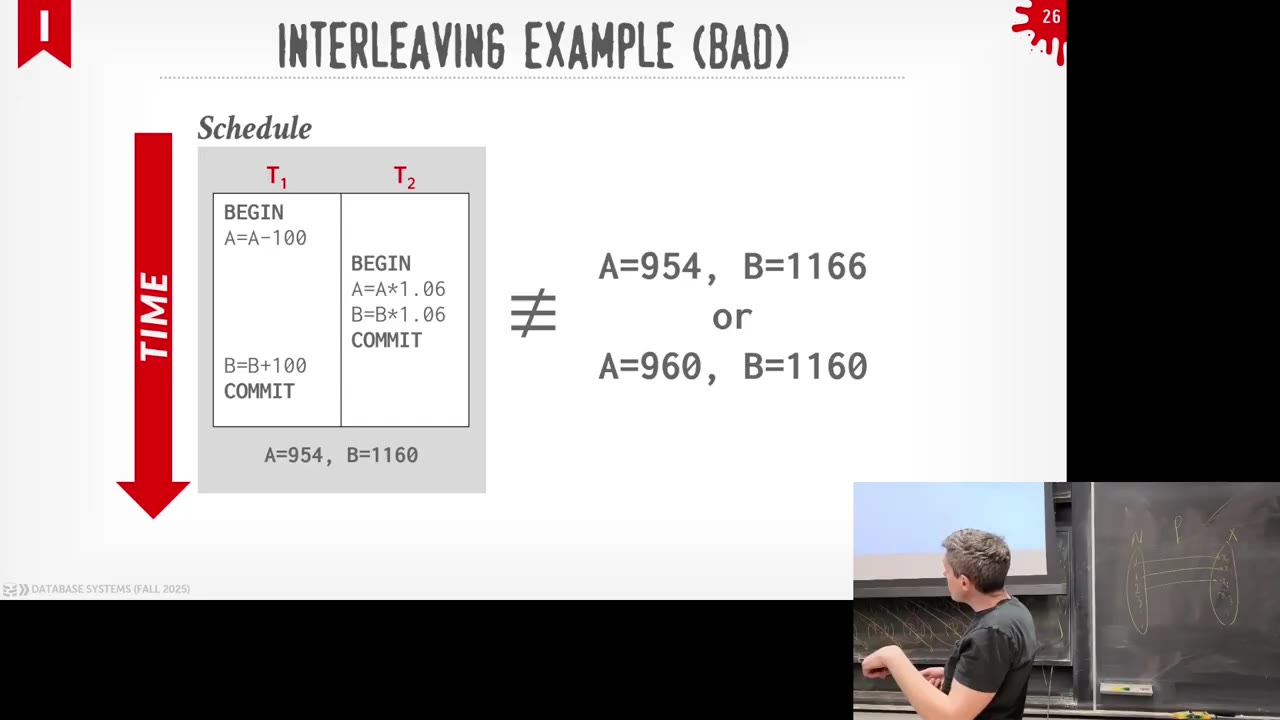 I
INTERLEAVING EXAMPLE (BAD)
26
Schedule
TIME
T1
T2
BEGIN
A=A-100
BEGIN
A=A*1.06
B=B*1.06
COMMIT
B=B+100
COMMIT
A=954, B=1160
≢
A=954, B=1166
or
A=960, B=1160
DATABASE SYSTEMS (FALL 2025)
N
P
X